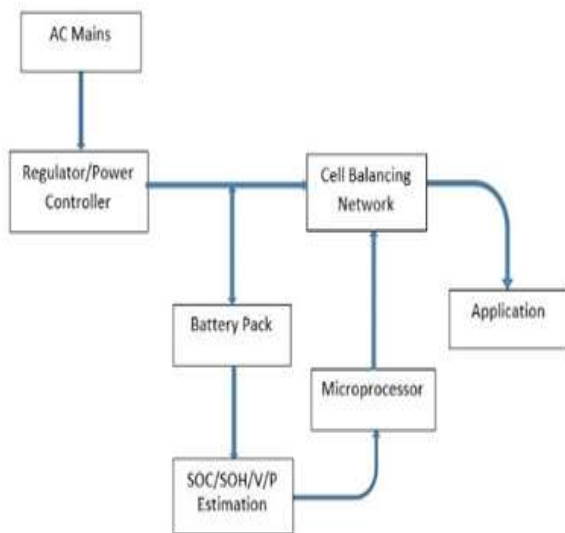 AC Mains
Regulator/Power
Controller
Cell Balancing
Network
Application
Battery Pack
Microprocessor
SOC/SOH/V/P
Estimation